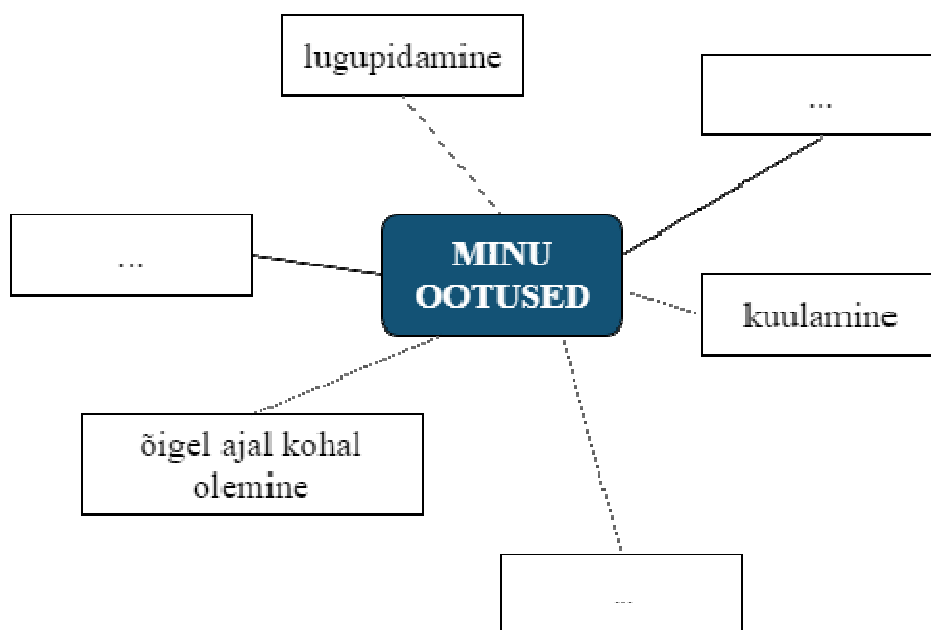 lugupidamine
...
...
MINU
OOTUSED
kuulamine
õigel ajal kohal
olemine
...